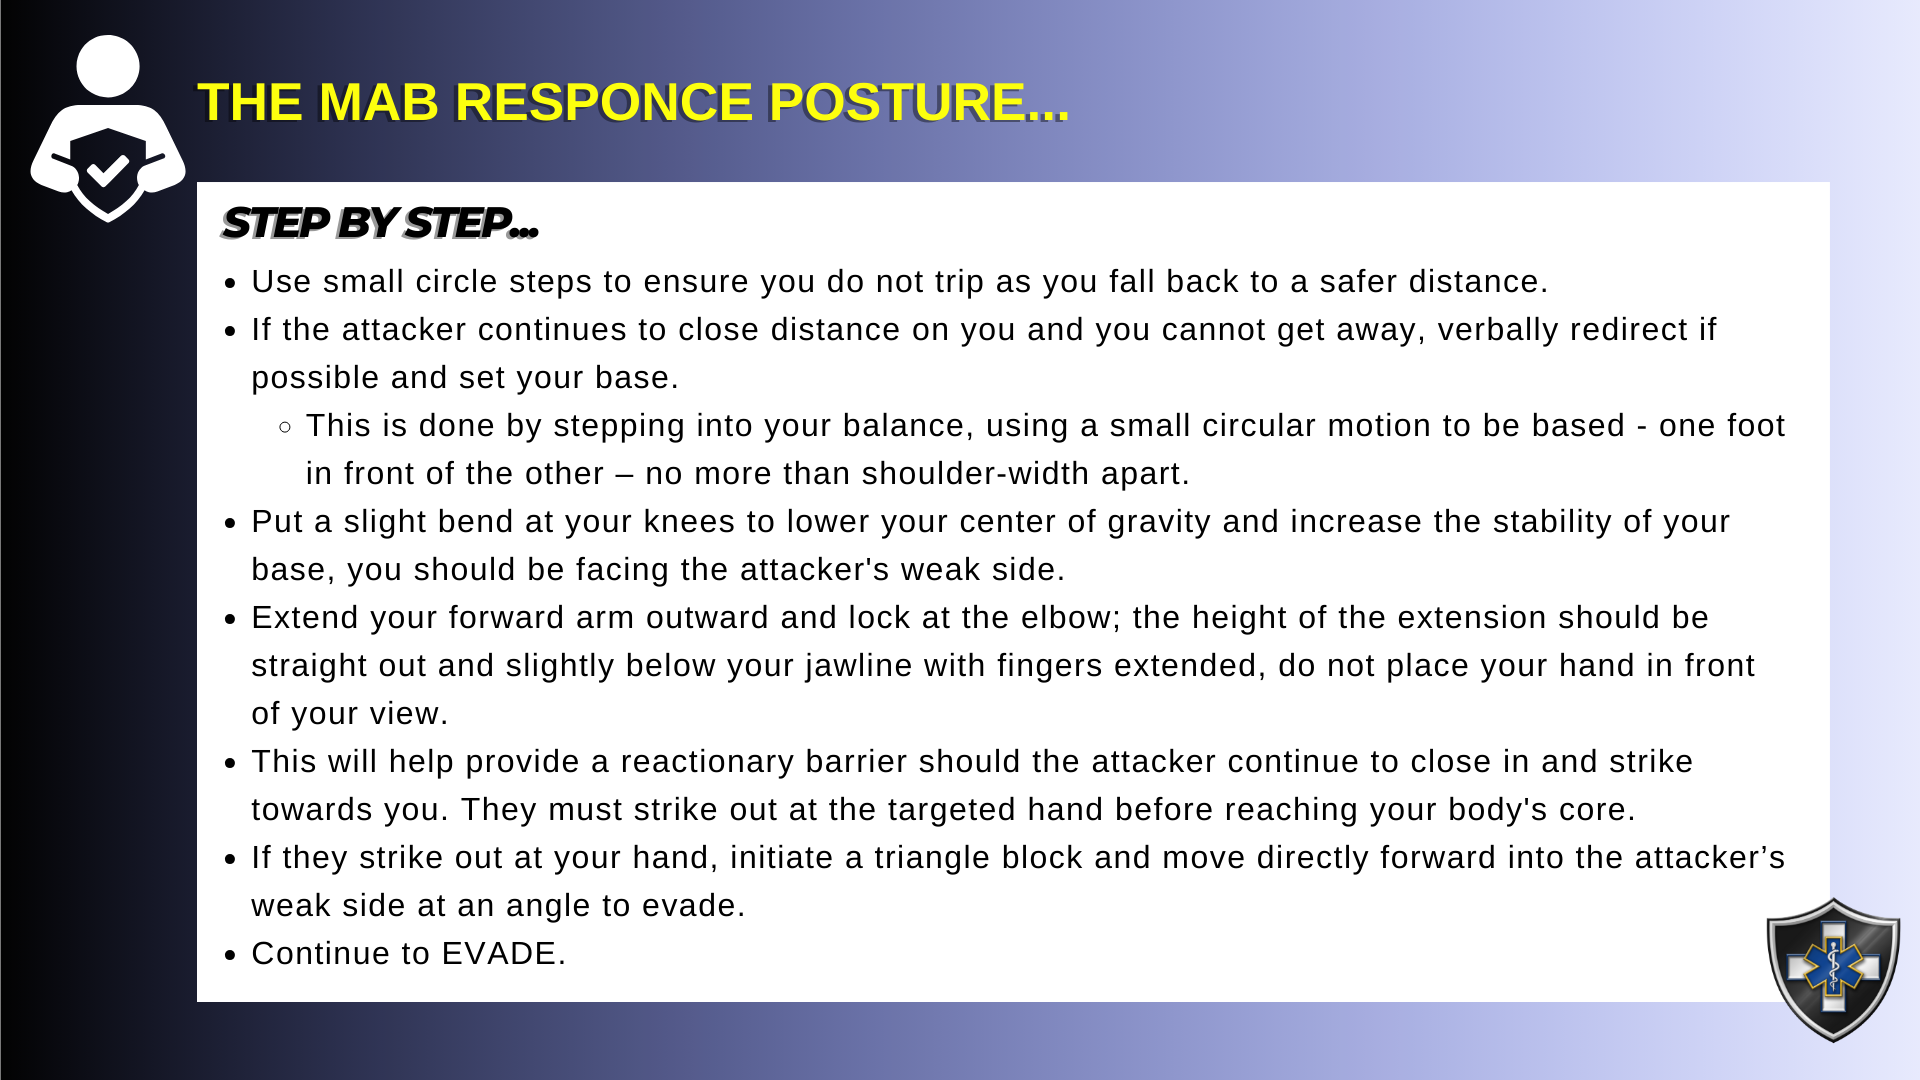 THE MAB RESPONCE POSTURE...
STEP BY STEP...
• Use small circle steps to ensure you do not trip as you fall back to a safer distance.
• If the attacker continues to close distance on you and you cannot get away, verbally redirect if
possible and set your base.
◦ This is done by stepping into your balance, using a small circular motion to be based - one foot
in front of the other – no more than shoulder-width apart.
• Put a slight bend at your knees to lower your center of gravity and increase the stability of your
base, you should be facing the attacker's weak side.
• Extend your forward arm outward and lock at the elbow; the height of the extension should be
straight out and slightly below your jawline with fingers extended, do not place your hand in front
of your view.
• This will help provide a reactionary barrier should the attacker continue to close in and strike
towards you. They must strike out at the targeted hand before reaching your body's core.
• If they strike out at your hand, initiate a triangle block and move directly forward into the attacker’s
weak side at an angle to evade.
• Continue to EVADE.